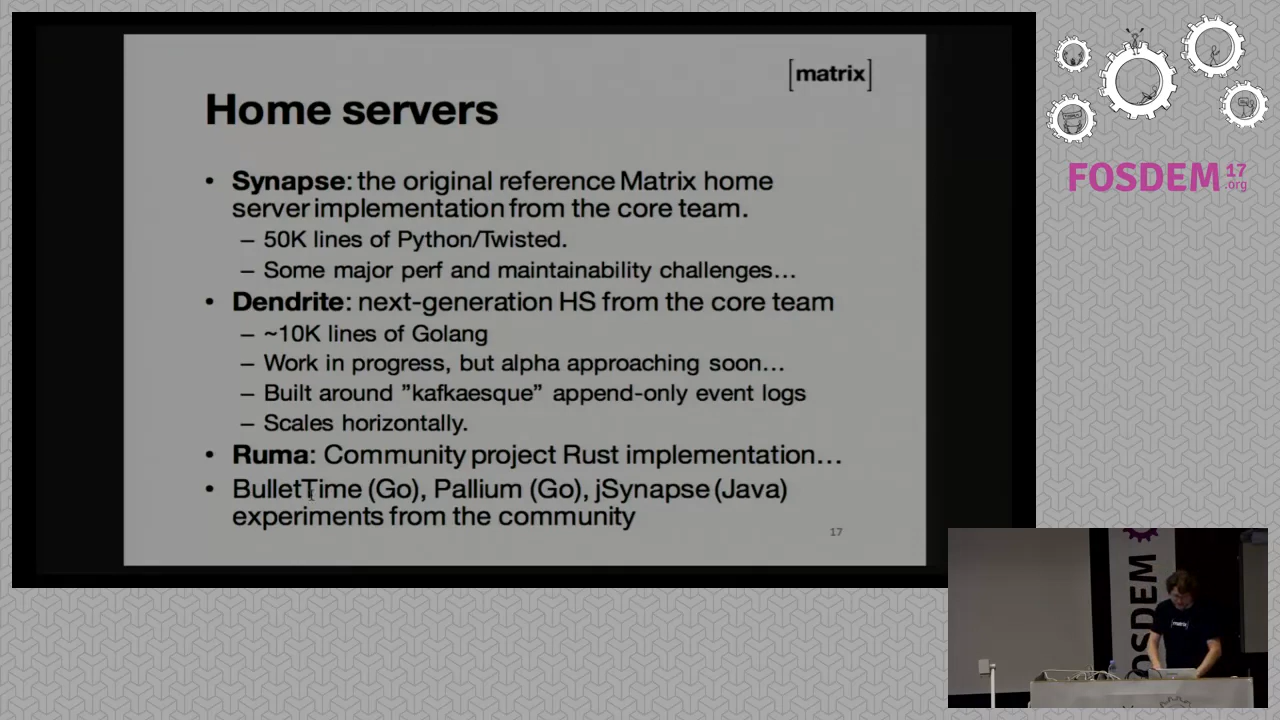 [matrix]
Home servers
• Synapse: the original reference Matrix home
server implementation from the core team.
– 50K lines of Python/Twisted.
– Some major perf and maintainability challenges…
• Dendrite: next-generation HS from the core team
– ~10K lines of Golang
– Work in progress, but alpha approaching soon…
– Built around ”kafkaesque” append-only event logs
– Scales horizontally.
• Ruma: Community project Rust implementation…
• BulletTime (Go), Pallium (Go), jSynapse (Java)
experiments from the community
17
FOSDEM 17
.org
OSDEM
[matrix]